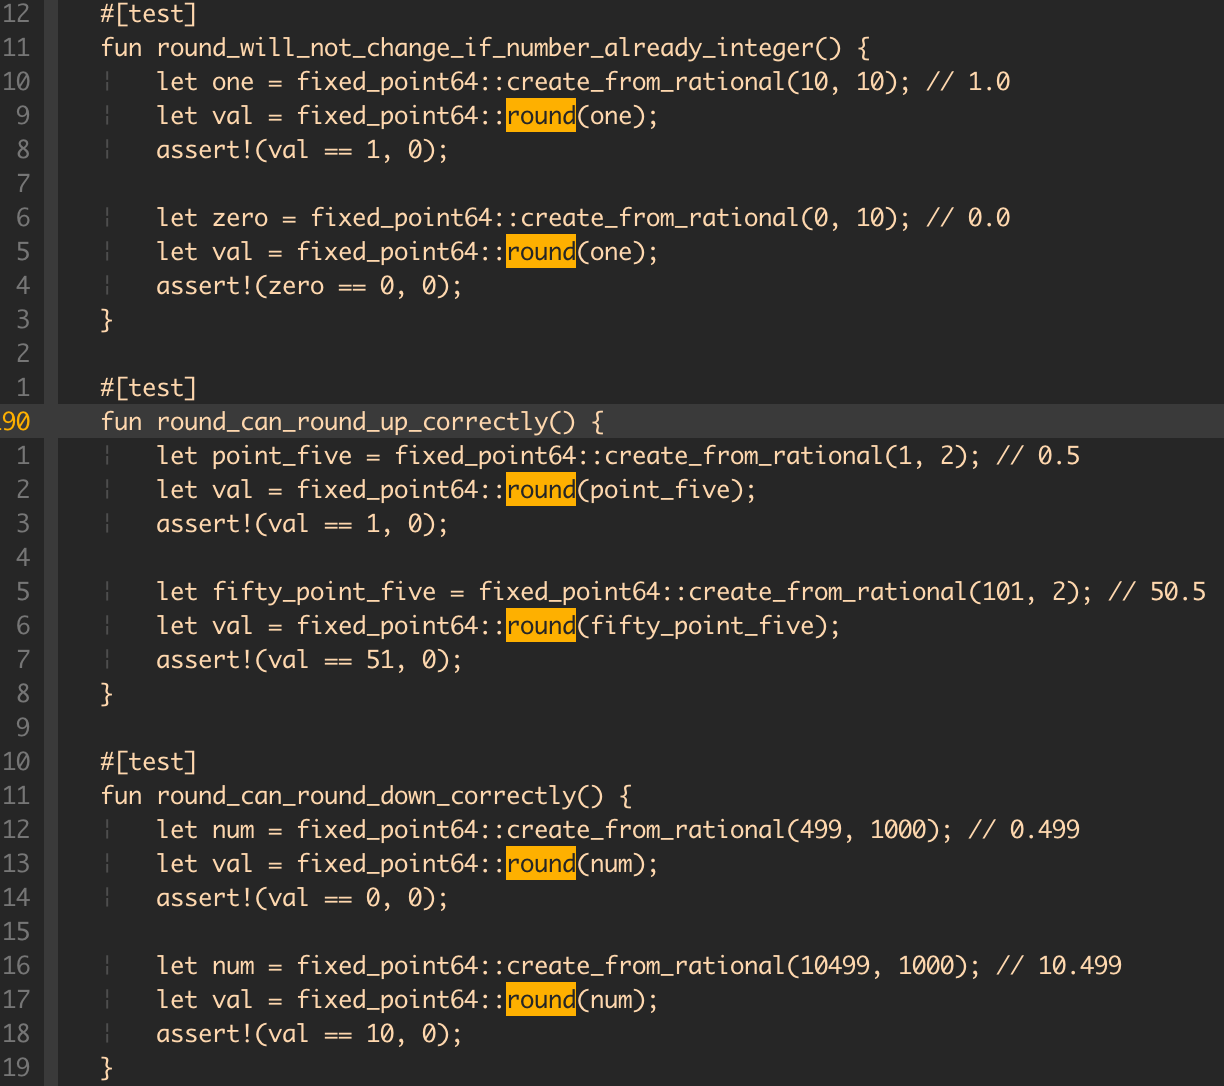 12 #[test]
11 fun round_will_not_change_if_number_already_integer() {
10 let one = fixed_point64::create_from_rational(10, 10); // 1.0
9 let val = fixed_point64::round(one);
8 assert!(val == 1, 0);
7
6 let zero = fixed_point64::create_from_rational(0, 10); // 0.0
5 let val = fixed_point64::round(one);
4 assert!(zero == 0, 0);
3 }
2
1 #[test]
90 fun round_can_round_up_correctly() {
1 let point_five = fixed_point64::create_from_rational(1, 2); // 0.5
2 let val = fixed_point64::round(point_five);
3 assert!(val == 1, 0);
4
5 let fifty_point_five = fixed_point64::create_from_rational(101, 2); // 50.5
6 let val = fixed_point64::round(fifty_point_five);
7 assert!(val == 51, 0);
8 }
9
10 #[test]
11 fun round_can_round_down_correctly() {
12 let num = fixed_point64::create_from_rational(499, 1000); // 0.499
13 let val = fixed_point64::round(num);
14 assert!(val == 0, 0);
15
16 let num = fixed_point64::create_from_rational(10499, 1000); // 10.499
17 let val = fixed_point64::round(num);
18 assert!(val == 10, 0);
19 }